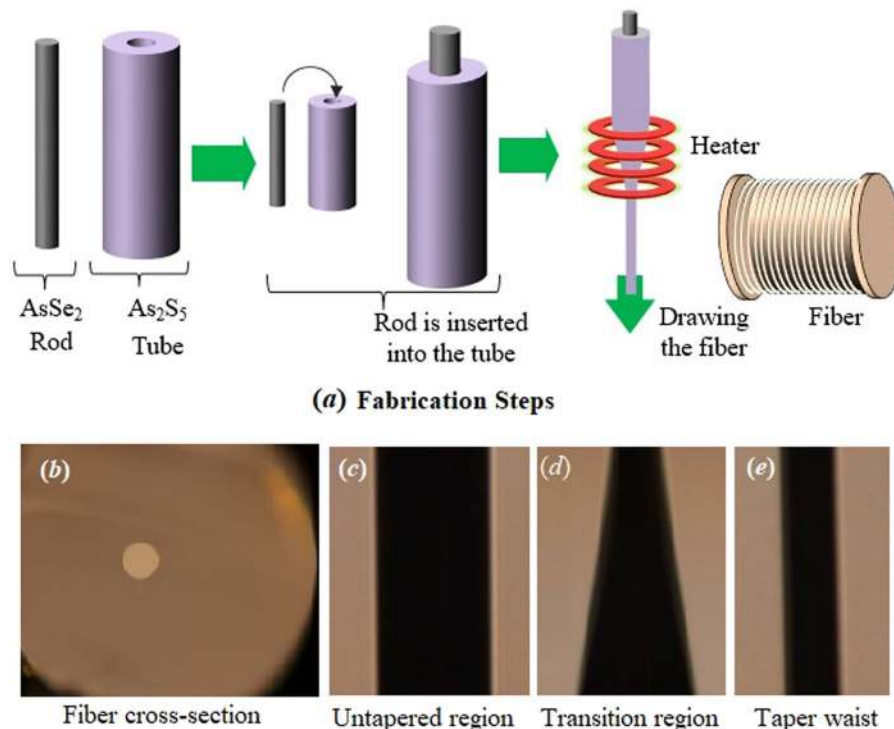 AsSe₂
Rod
As₂S₅
Tube
Rod is inserted
into the tube
Heater
Drawing
the fiber
Fiber
(a) Fabrication Steps
(b)
(c)
(d)
(e)
Fiber cross-section
Untapered region
Transition region
Taper waist